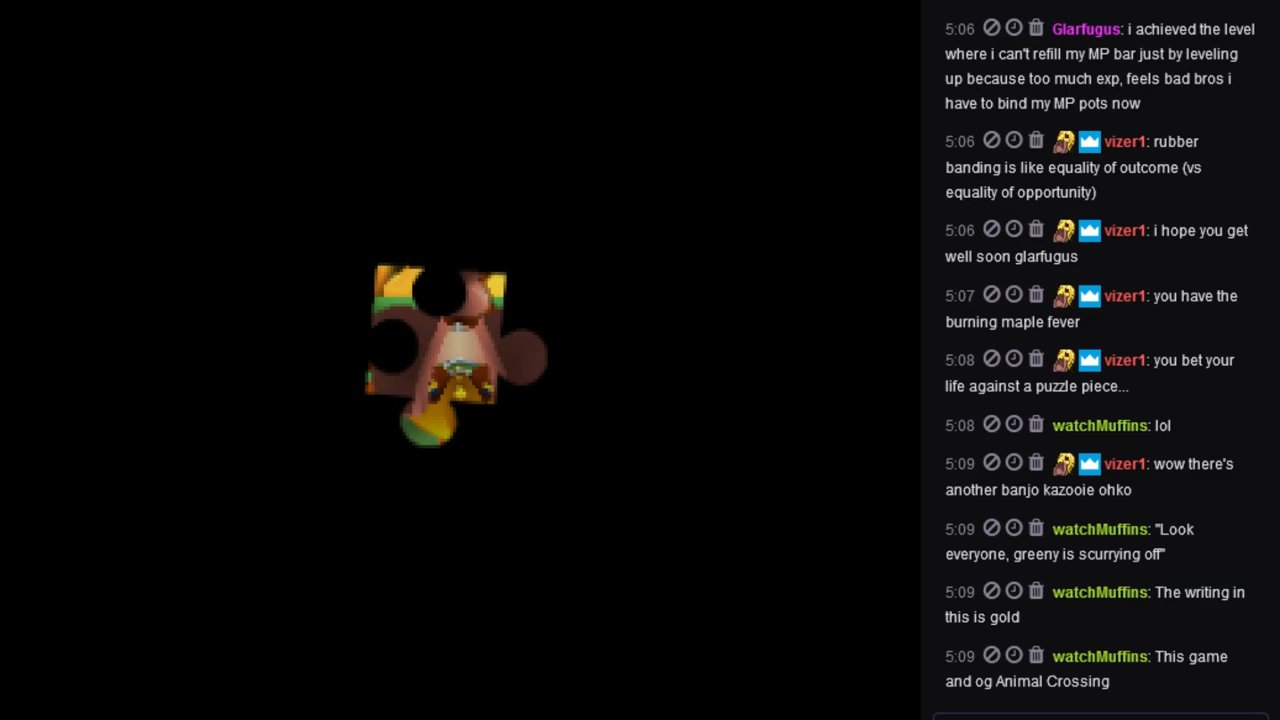 5:06 Glarfugus: i achieved the level
where i can't refill my MP bar just by leveling
up because too much exp, feels bad bros i
have to bind my MP pots now
5:06 vizer1: rubber
banding is like equality of outcome (vs
equality of opportunity)
5:06 vizer1: i hope you get
well soon glarfugus
5:07 vizer1: you have the
burning maple fever
5:08 vizer1: you bet your
life against a puzzle piece...
5:08 watchMuffins: lol
5:09 vizer1: wow there's
another banjo kazooie ohko
5:09 watchMuffins: "Look
everyone, greeny is scurrying off"
5:09 watchMuffins: The writing in
this is gold
5:09 watchMuffins: This game
and og Animal Crossing